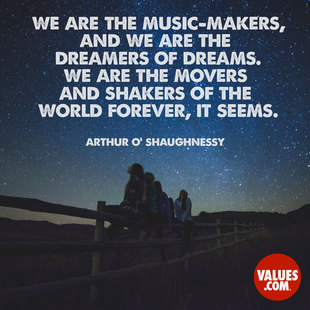 WE ARE THE MUSIC-MAKERS,
AND WE ARE THE
DREAMERS OF DREAMS.
WE ARE THE MOVERS
AND SHAKERS OF THE
WORLD FOREVER, IT SEEMS.
ARTHUR O' SHAUGHNESSY
VALUES
.COM